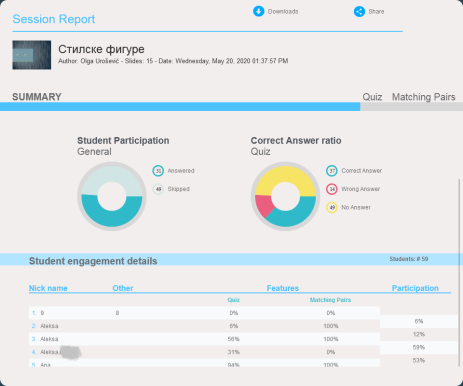 Session Report
Downloads
Share
Стилске фигуре
Author: Olga Urošević - Slides: 15 - Date: Wednesday, May 20, 2020 01:37:57 PM
SUMMARY
Quiz
Matching Pairs
Student Participation
General
Answered
Skipped
Correct Answer ratio
Quiz
37 Correct Answer
Wrong Answer
49 No Answer
Student engagement details
Students: # 59
Nick name Other Features Participation
Quiz Matching Pairs
1. 9 8 0% 0%
6%
2. Aleksa 6% 100%
12%
3. Aleksa 56% 100%
59%
4. Aleksa 31% 0%
53%
5. Ana 94% 100%